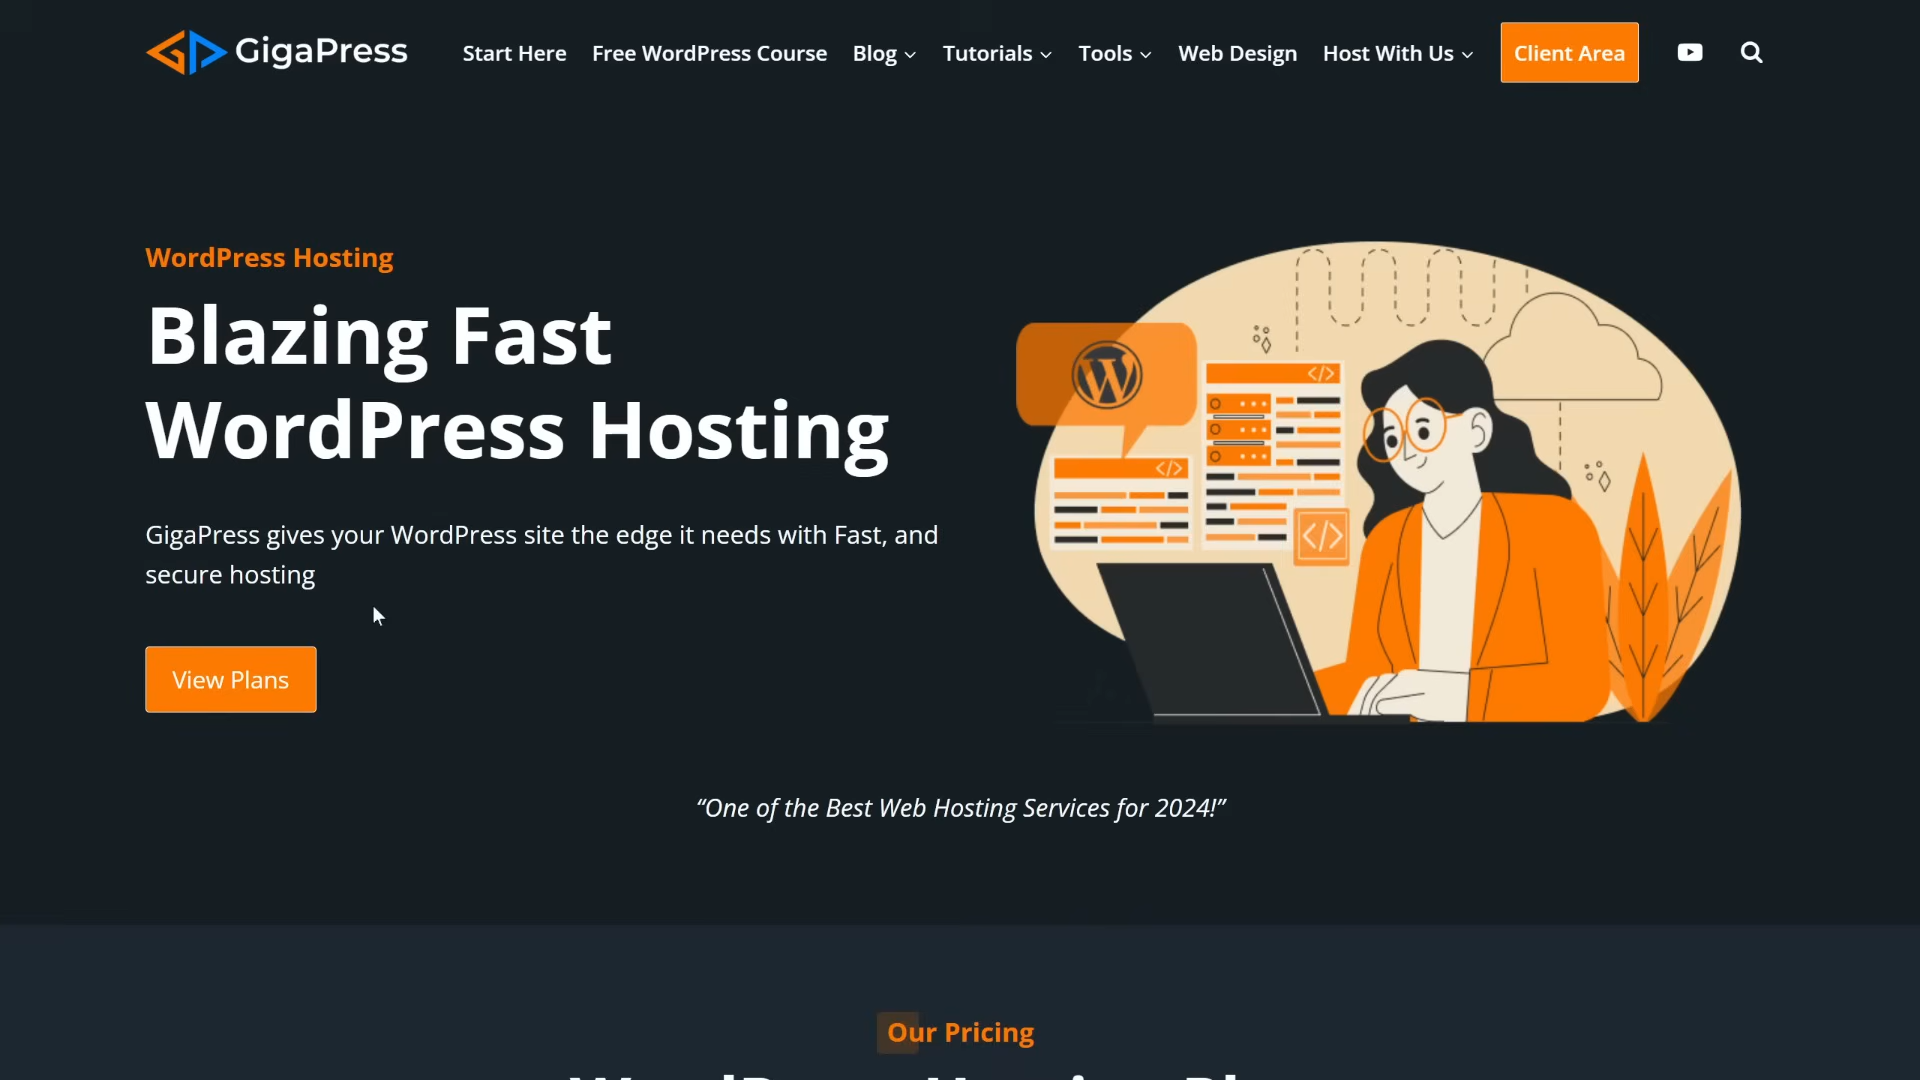 GigaPress
Start Here
Free WordPress Course
Blog
Tutorials
Tools
Web Design
Host With Us
Client Area
WordPress Hosting
Blazing Fast
WordPress Hosting
GigaPress gives your WordPress site the edge it needs with Fast, and
secure hosting
View Plans
</>
</>
</>
“One of the Best Web Hosting Services for 2024!”
Our Pricing